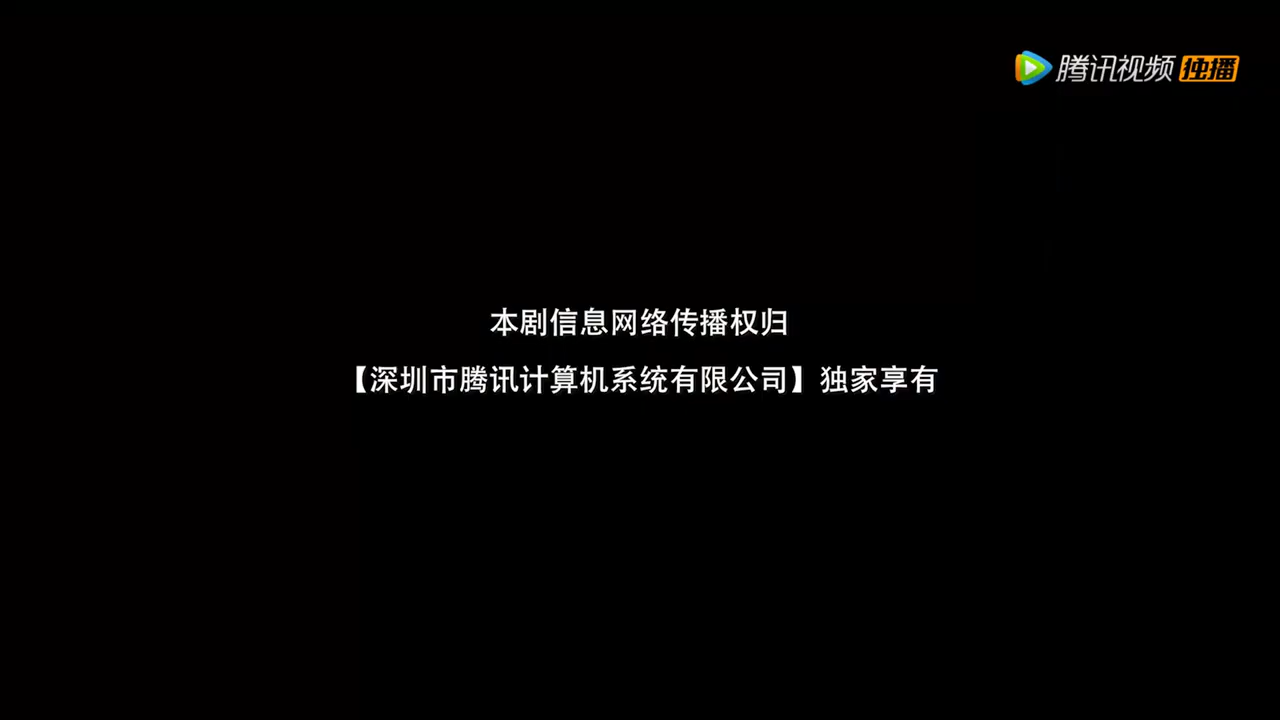 腾讯视频 独播
本剧信息网络传播权归
【深圳市腾讯计算机系统有限公司】独家享有